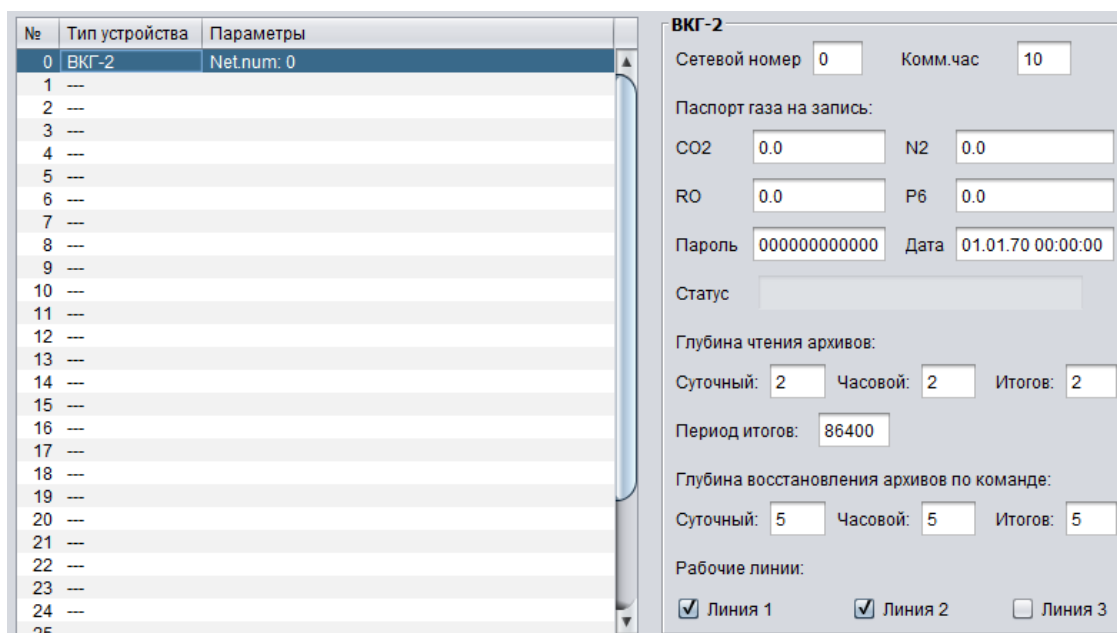 № Тип устройства Параметры
0 ВКГ-2 Net.num: 0
1 ---
2 ---
3 ---
4 ---
5 ---
6 ---
7 ---
8 ---
9 ---
10 ---
11 ---
12 ---
13 ---
14 ---
15 ---
16 ---
17 ---
18 ---
19 ---
20 ---
21 ---
22 ---
23 ---
24 ---
25
ВКГ-2
Сетевой номер 0 Комм.час 10
Паспорт газа на запись:
CO2 0.0 N2 0.0
RO 0.0 P6 0.0
Пароль 000000000000 Дата 01.01.70 00:00:00
Статус
Глубина чтения архивов:
Суточный: 2 Часовой: 2 Итогов: 2
Период итогов: 86400
Глубина восстановления архивов по команде:
Суточный: 5 Часовой: 5 Итогов: 5
Рабочие линии:
Линия 1 Линия 2 Линия 3